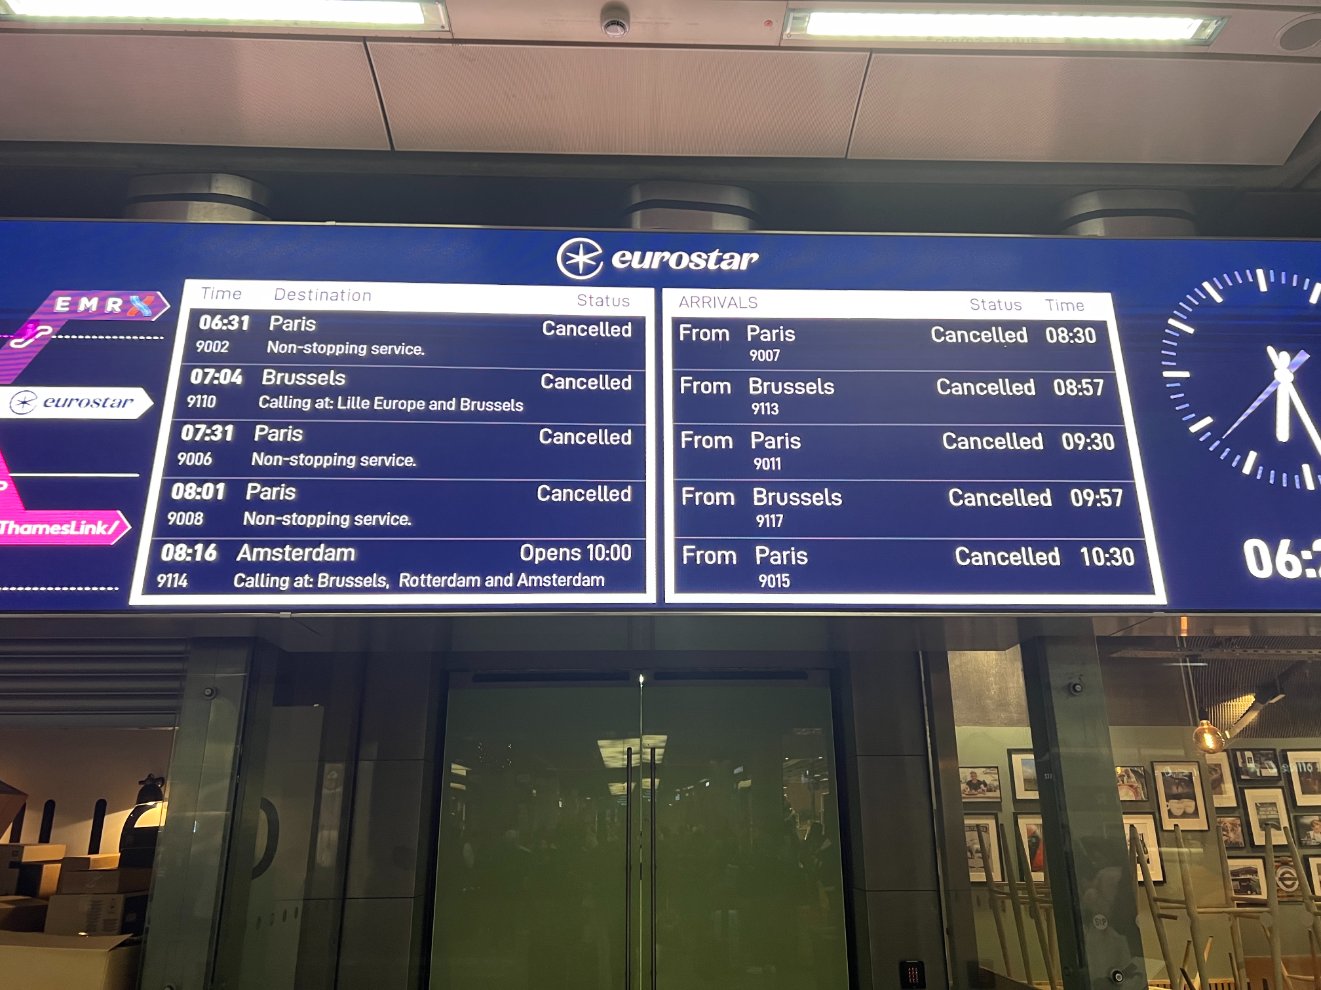 eurostar
EMR
eurostar
ThamesLink/
Time Destination Status
06:31 Paris Cancelled
9002 Non-stopping service.
07:04 Brussels Cancelled
9110 Calling at: Lille Europe and Brussels
07:31 Paris Cancelled
9006 Non-stopping service.
08:01 Paris Cancelled
9008 Non-stopping service.
08:16 Amsterdam Opens 10:00
9114 Calling at: Brussels, Rotterdam and Amsterdam
ARRIVALS Status Time
From Paris Cancelled 08:30
9007
From Brussels Cancelled 08:57
9113
From Paris Cancelled 09:30
9011
From Brussels Cancelled 09:57
9117
From Paris Cancelled 10:30
9015
06: